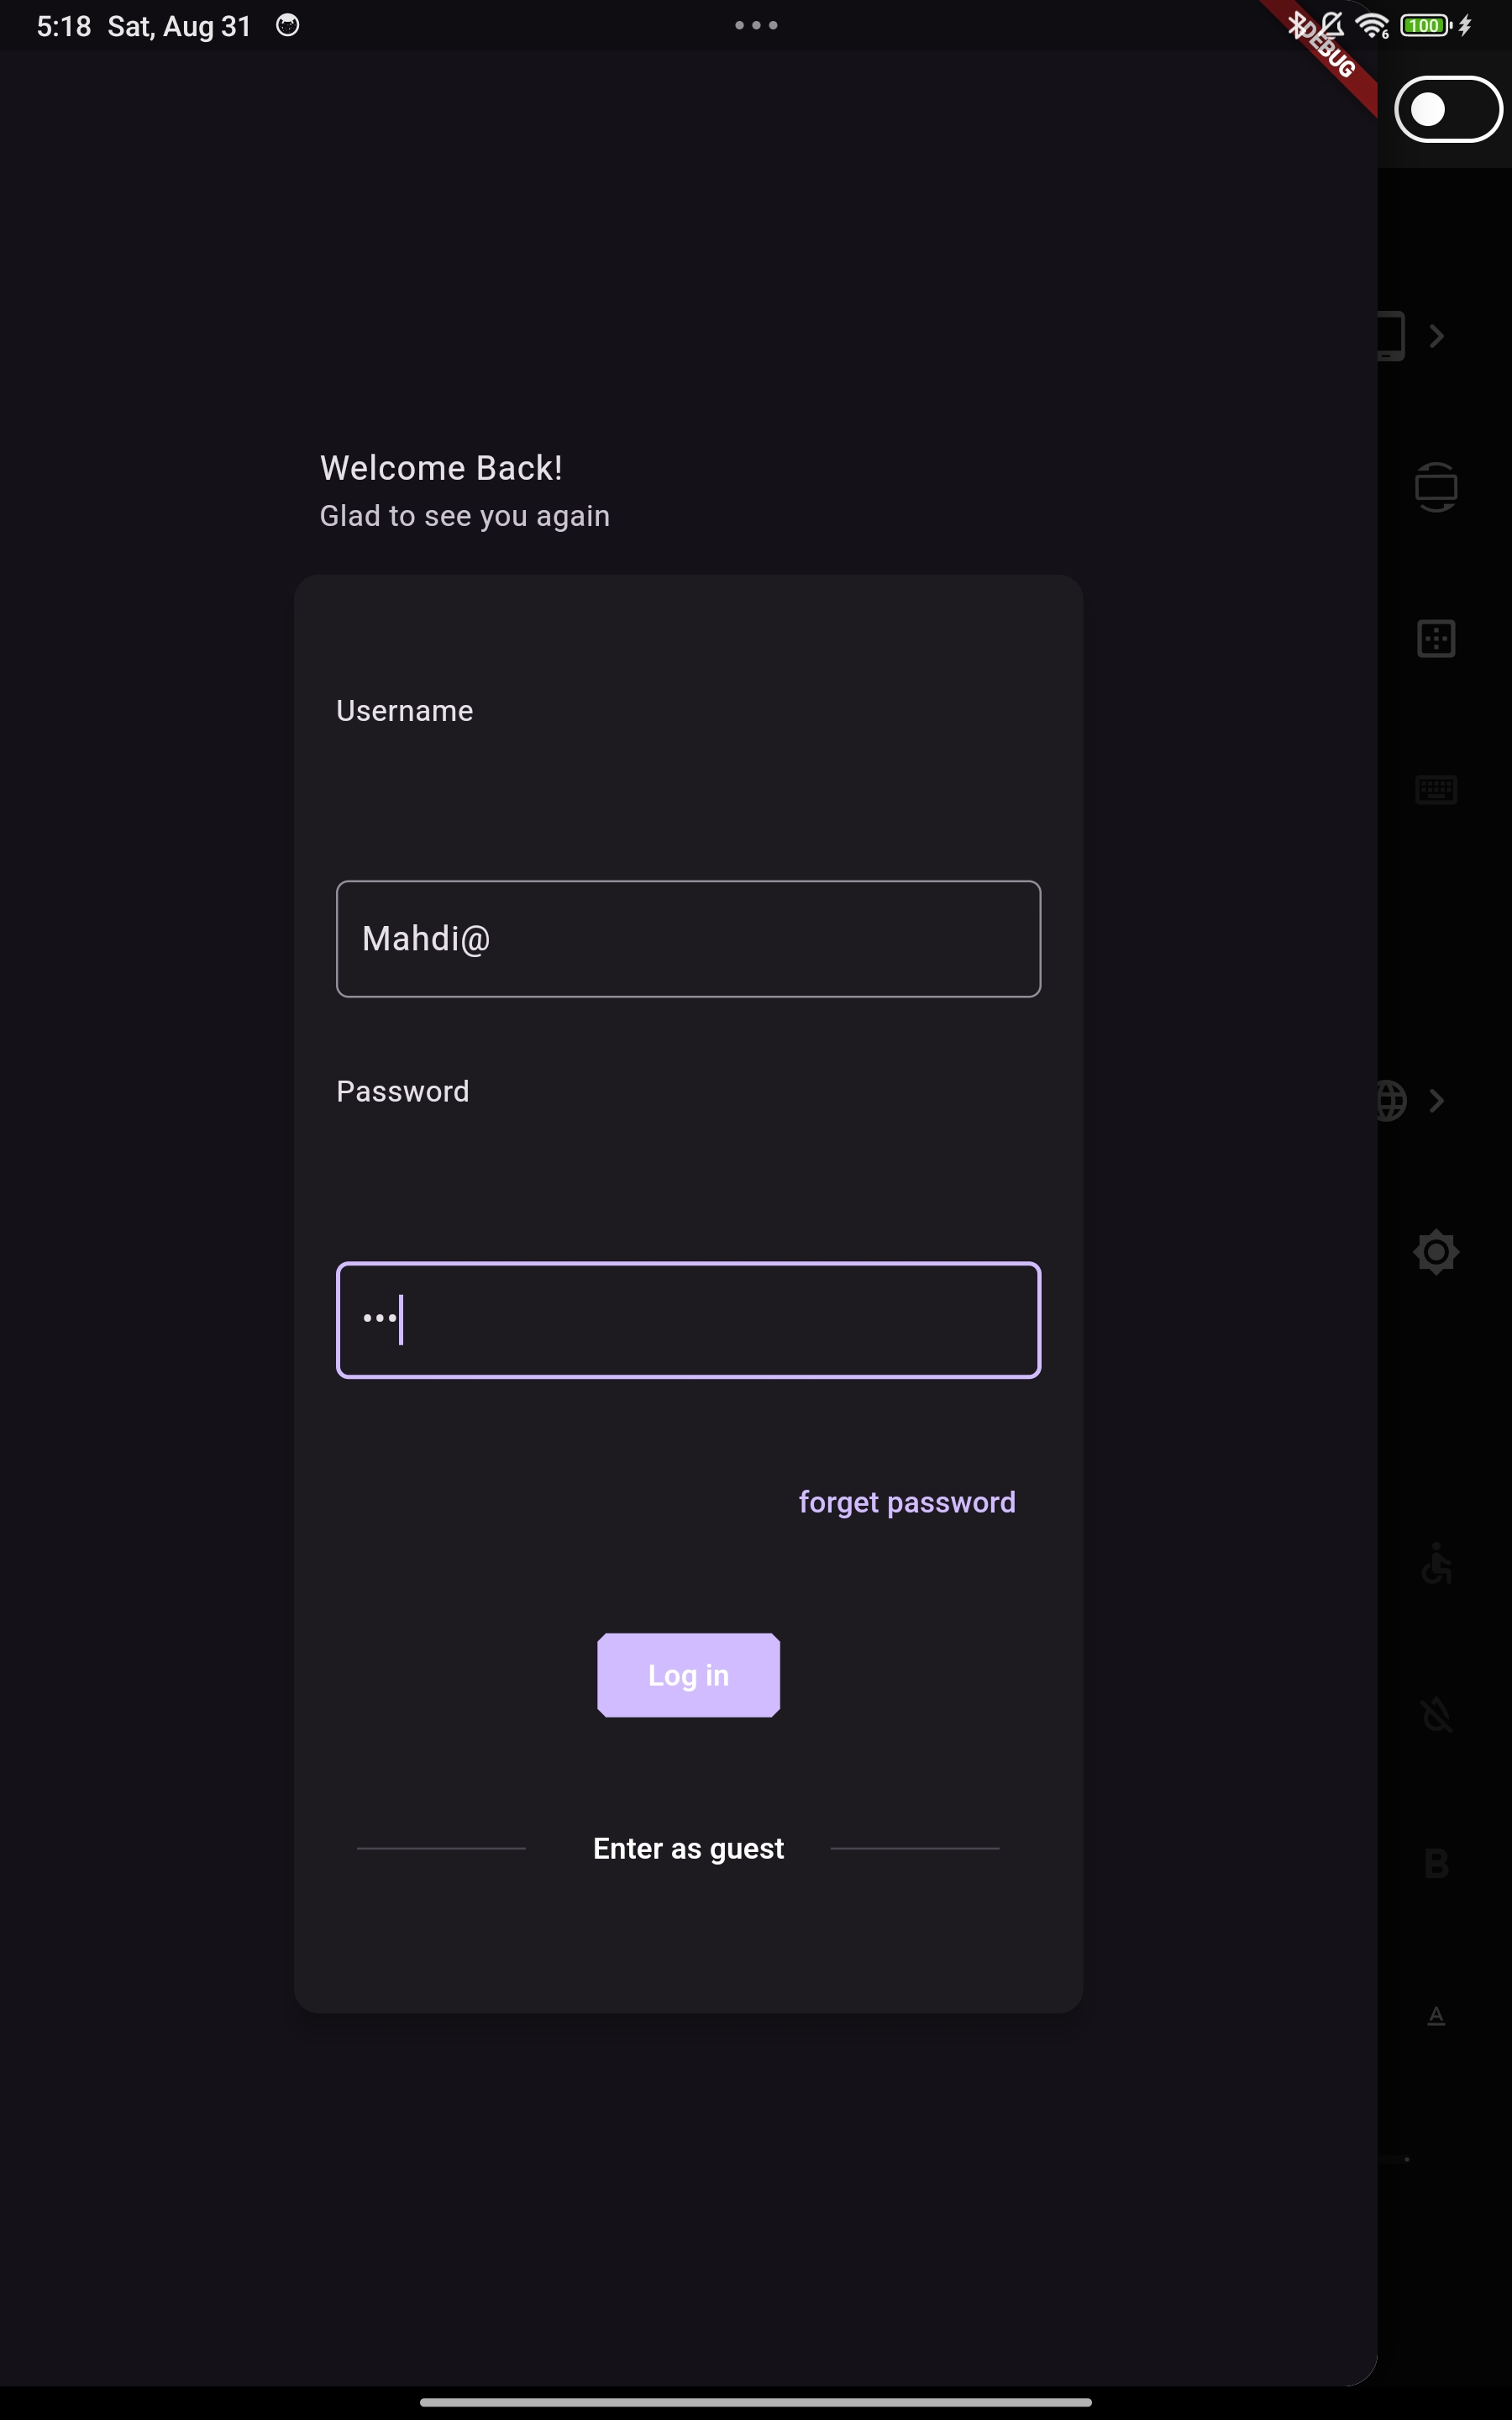 5:18 Sat, Aug 31
100
DEBUG
Welcome Back!
Glad to see you again
Username
Mahdi@
Password
•••
forget password
Log in
Enter as guest
B
A